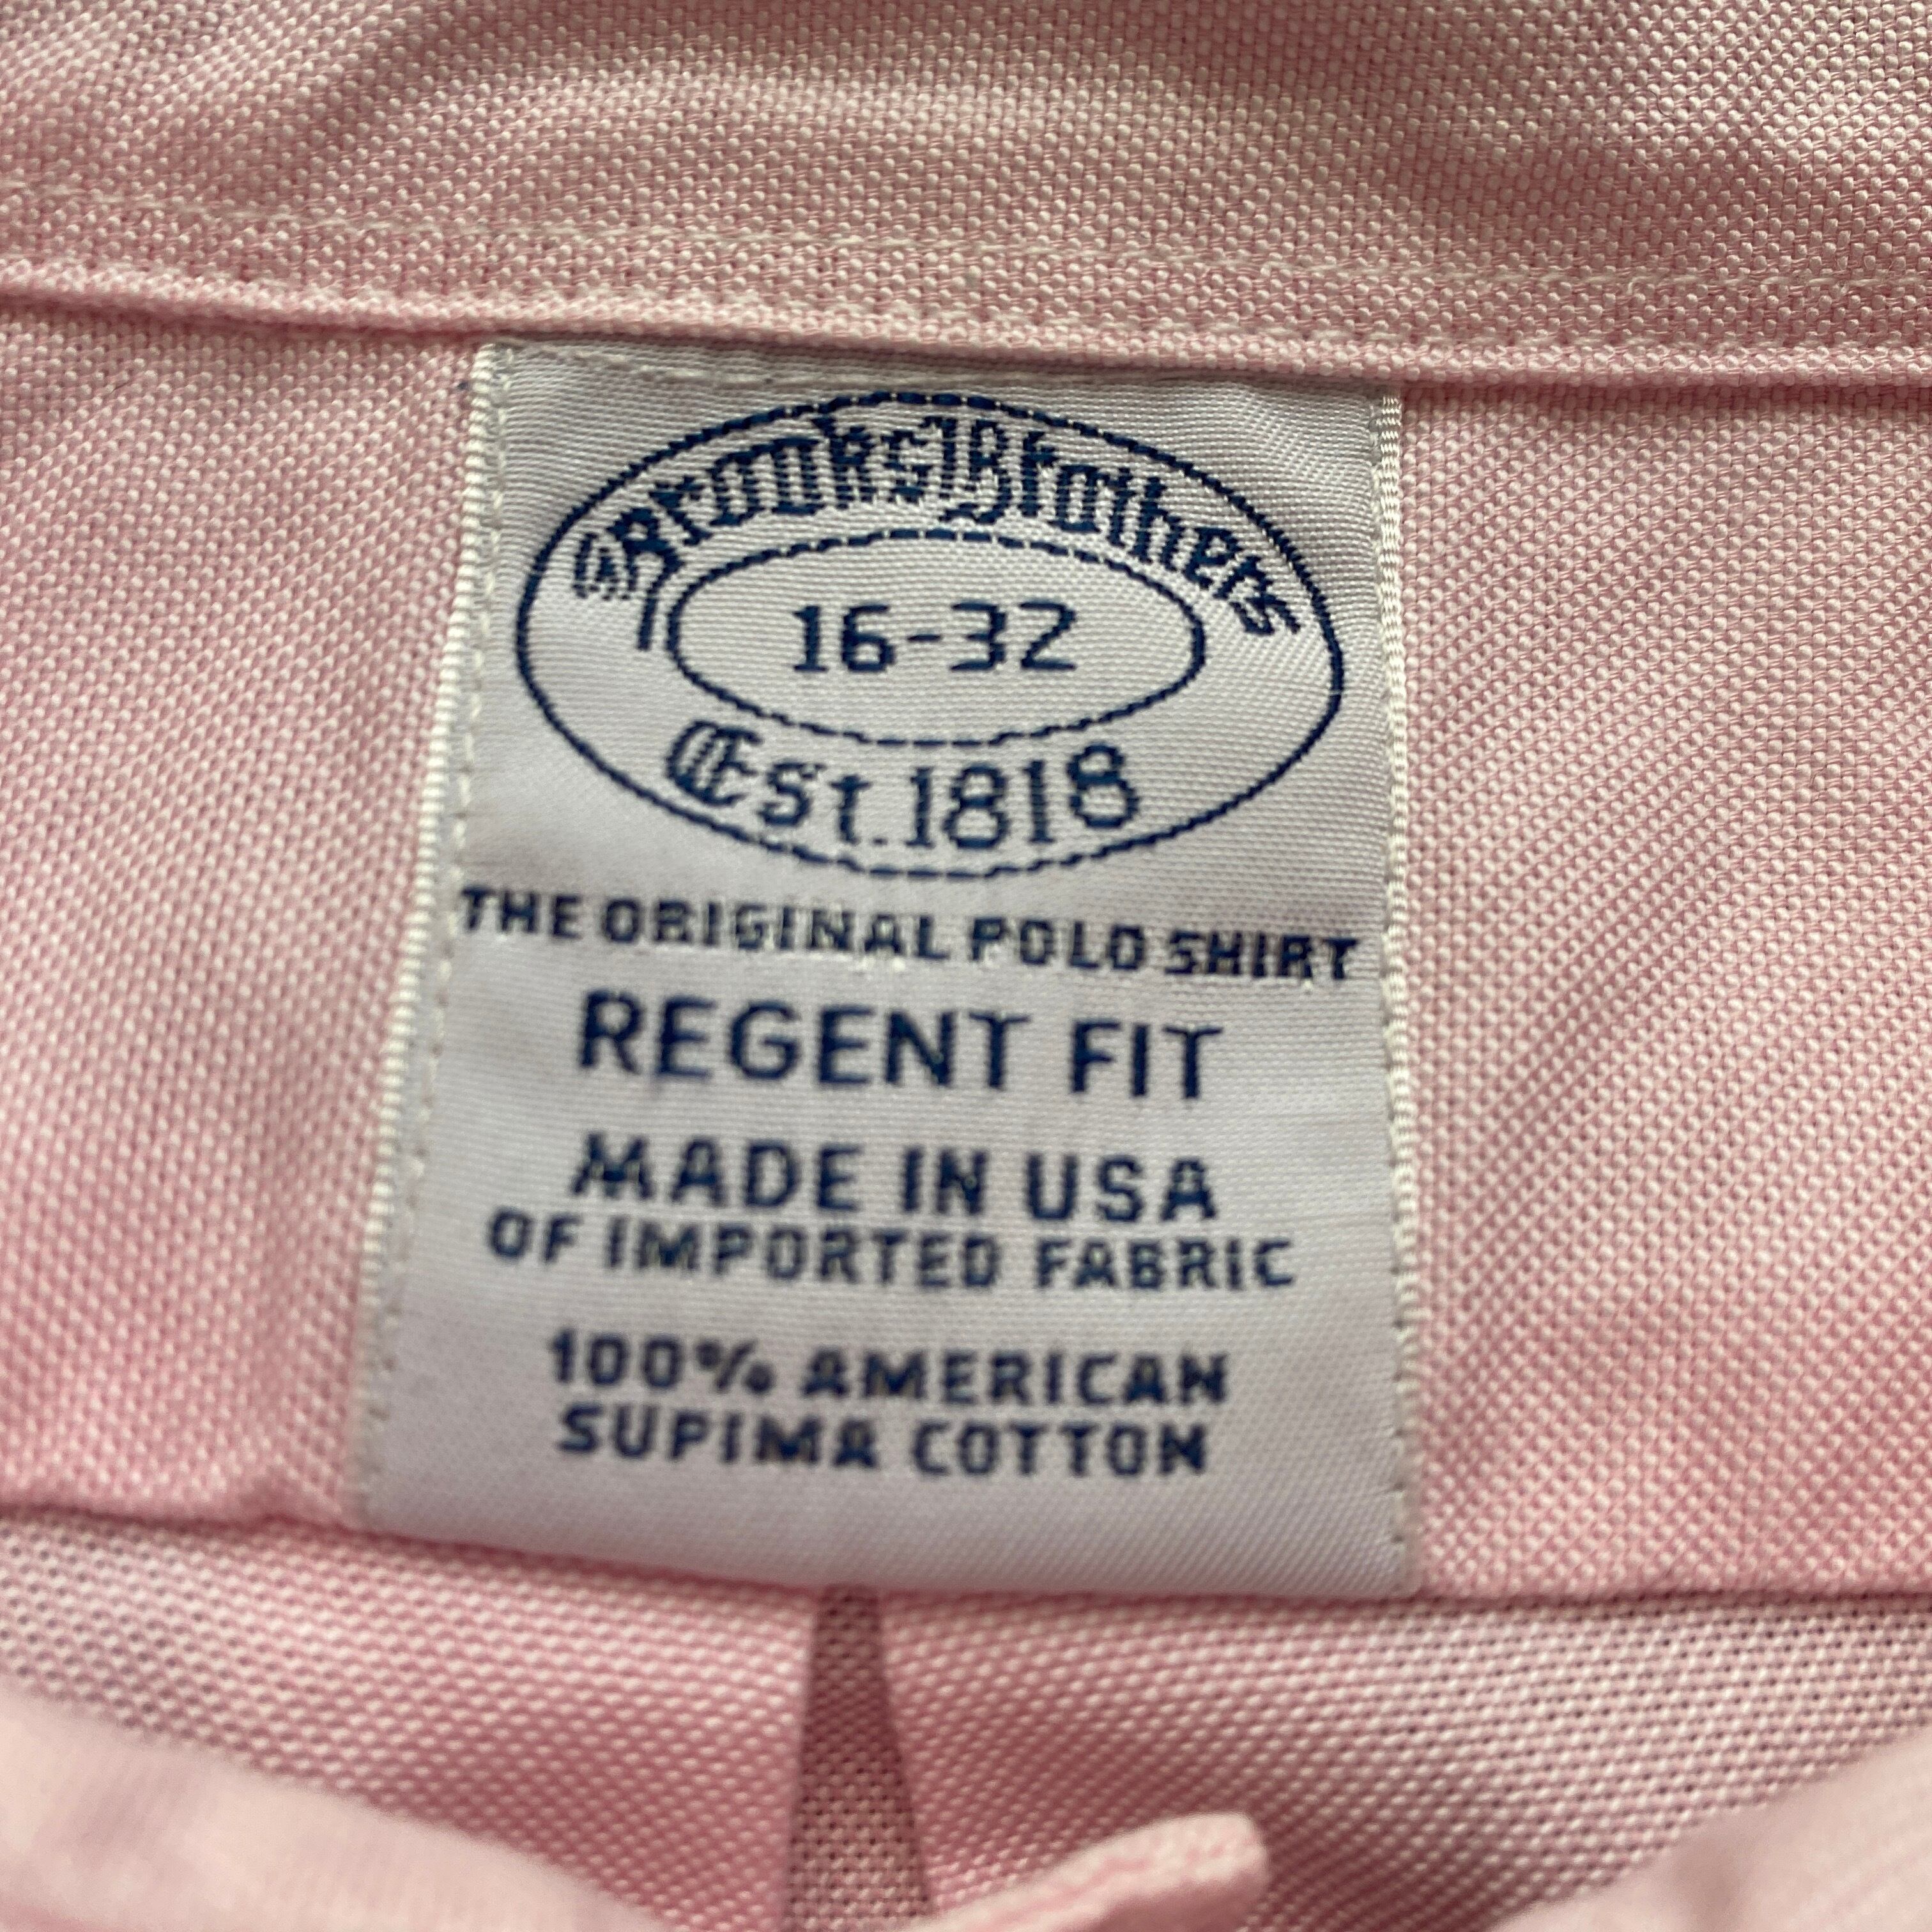 Brooks Brothers
16-32
Est. 1818
THE ORIGINAL POLO SHIRT
REGENT FIT
MADE IN USA
OF IMPORTED FABRIC
100% AMERICAN
SUPIMA COTTON